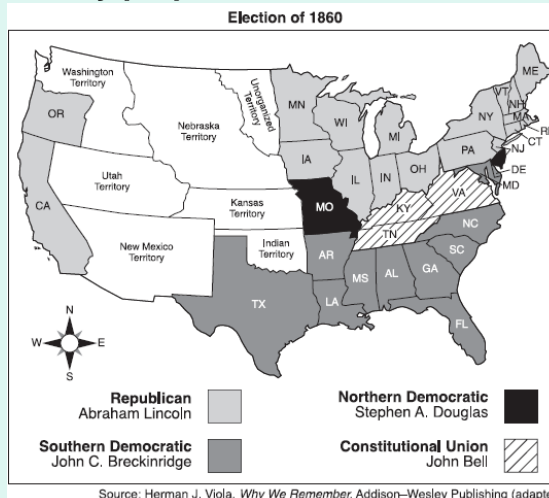 Election of 1860
Washington
Territory
OR
CA
Utah
Territory
New Mexico
Territory
Nebraska
Territory
Unorganized
Territory
Kansas
Territory
Indian
Territory
TX
MN
IA
MO
AR
LA
WI
IL
MI
IN
OH
KY
TN
MS
AL
GA
FL
SC
NC
VA
PA
NY
VT
NH
ME
MA
RI
CT
NJ
DE
MD
N
W
E
S
Republican
Abraham Lincoln
Northern Democratic
Stephen A. Douglas
Southern Democratic
John C. Breckinridge
Constitutional Union
John Bell
Source: Herman J. Viola, Why We Remember, Addison–Wesley Publishing (adapte